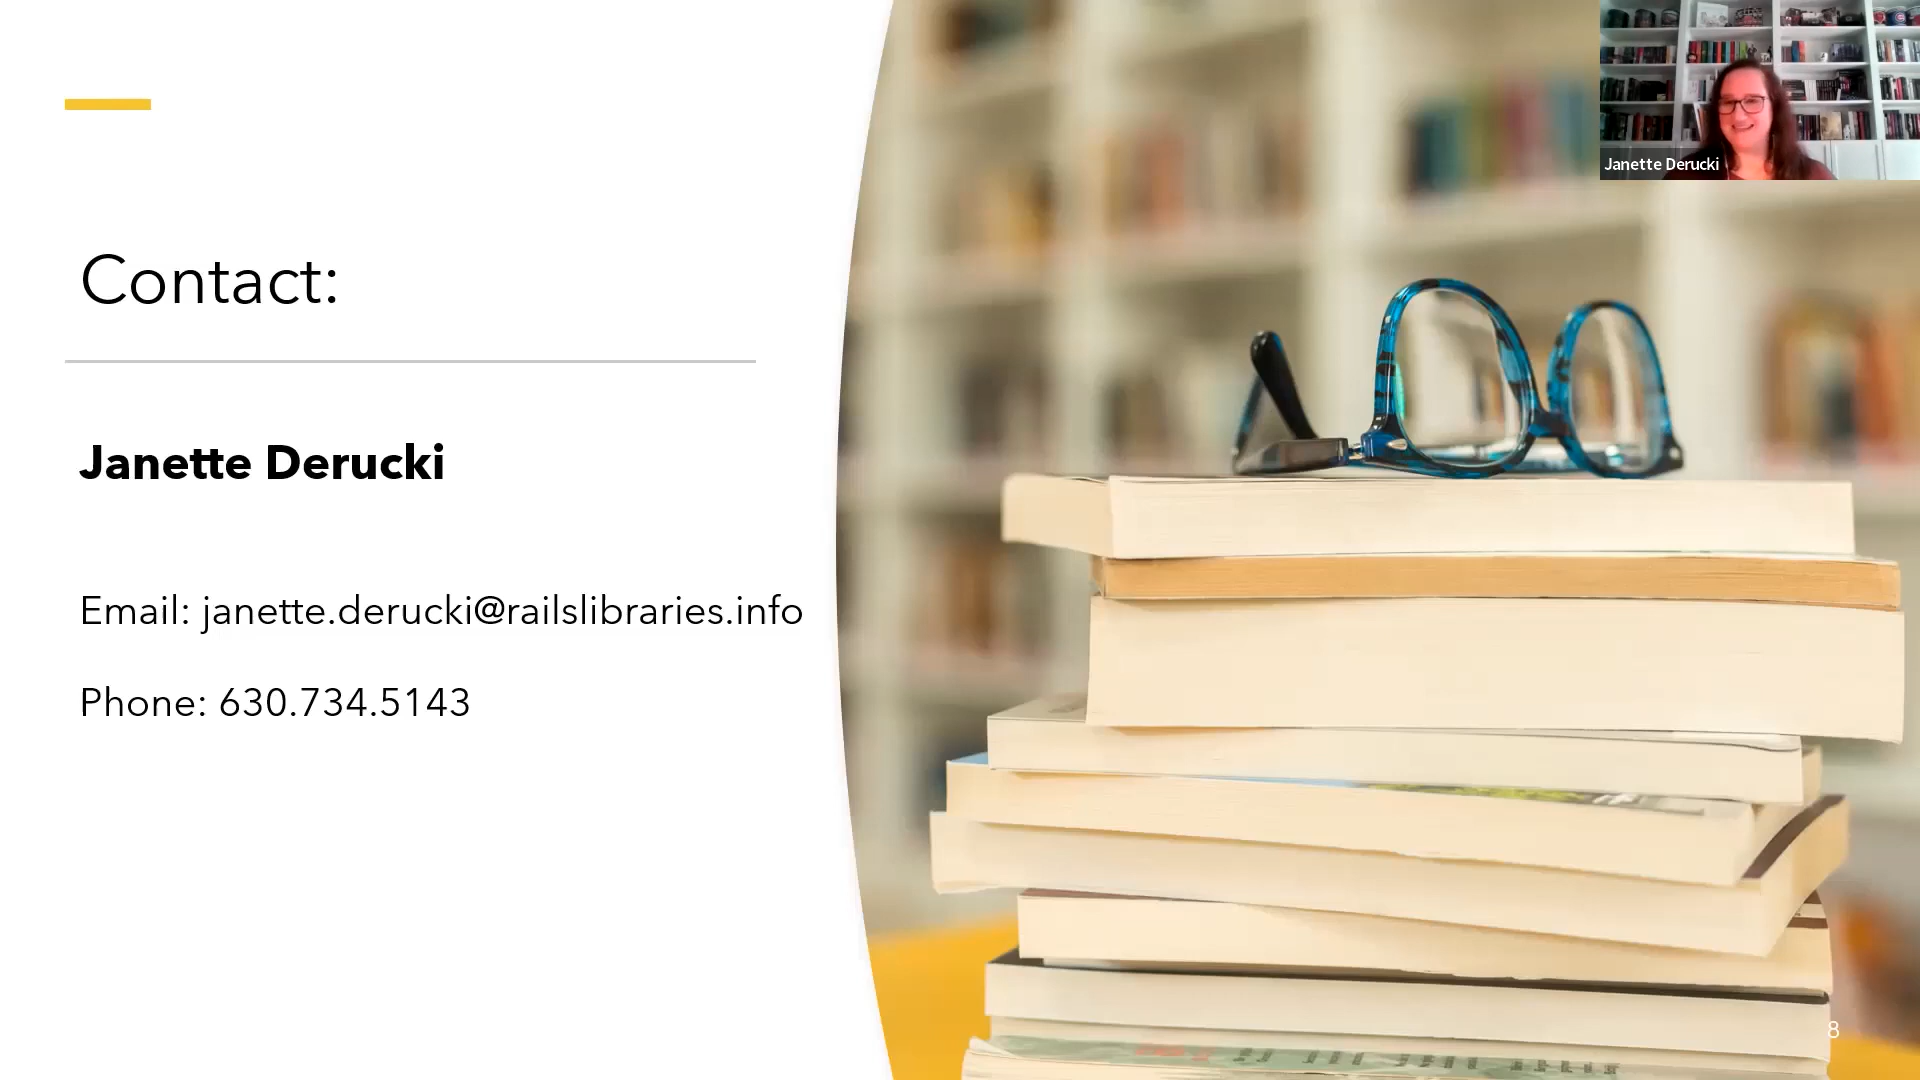 Contact:
Janette Derucki
Email: janette.derucki@railslibraries.info
Phone: 630.734.5143
Janette Derucki
8